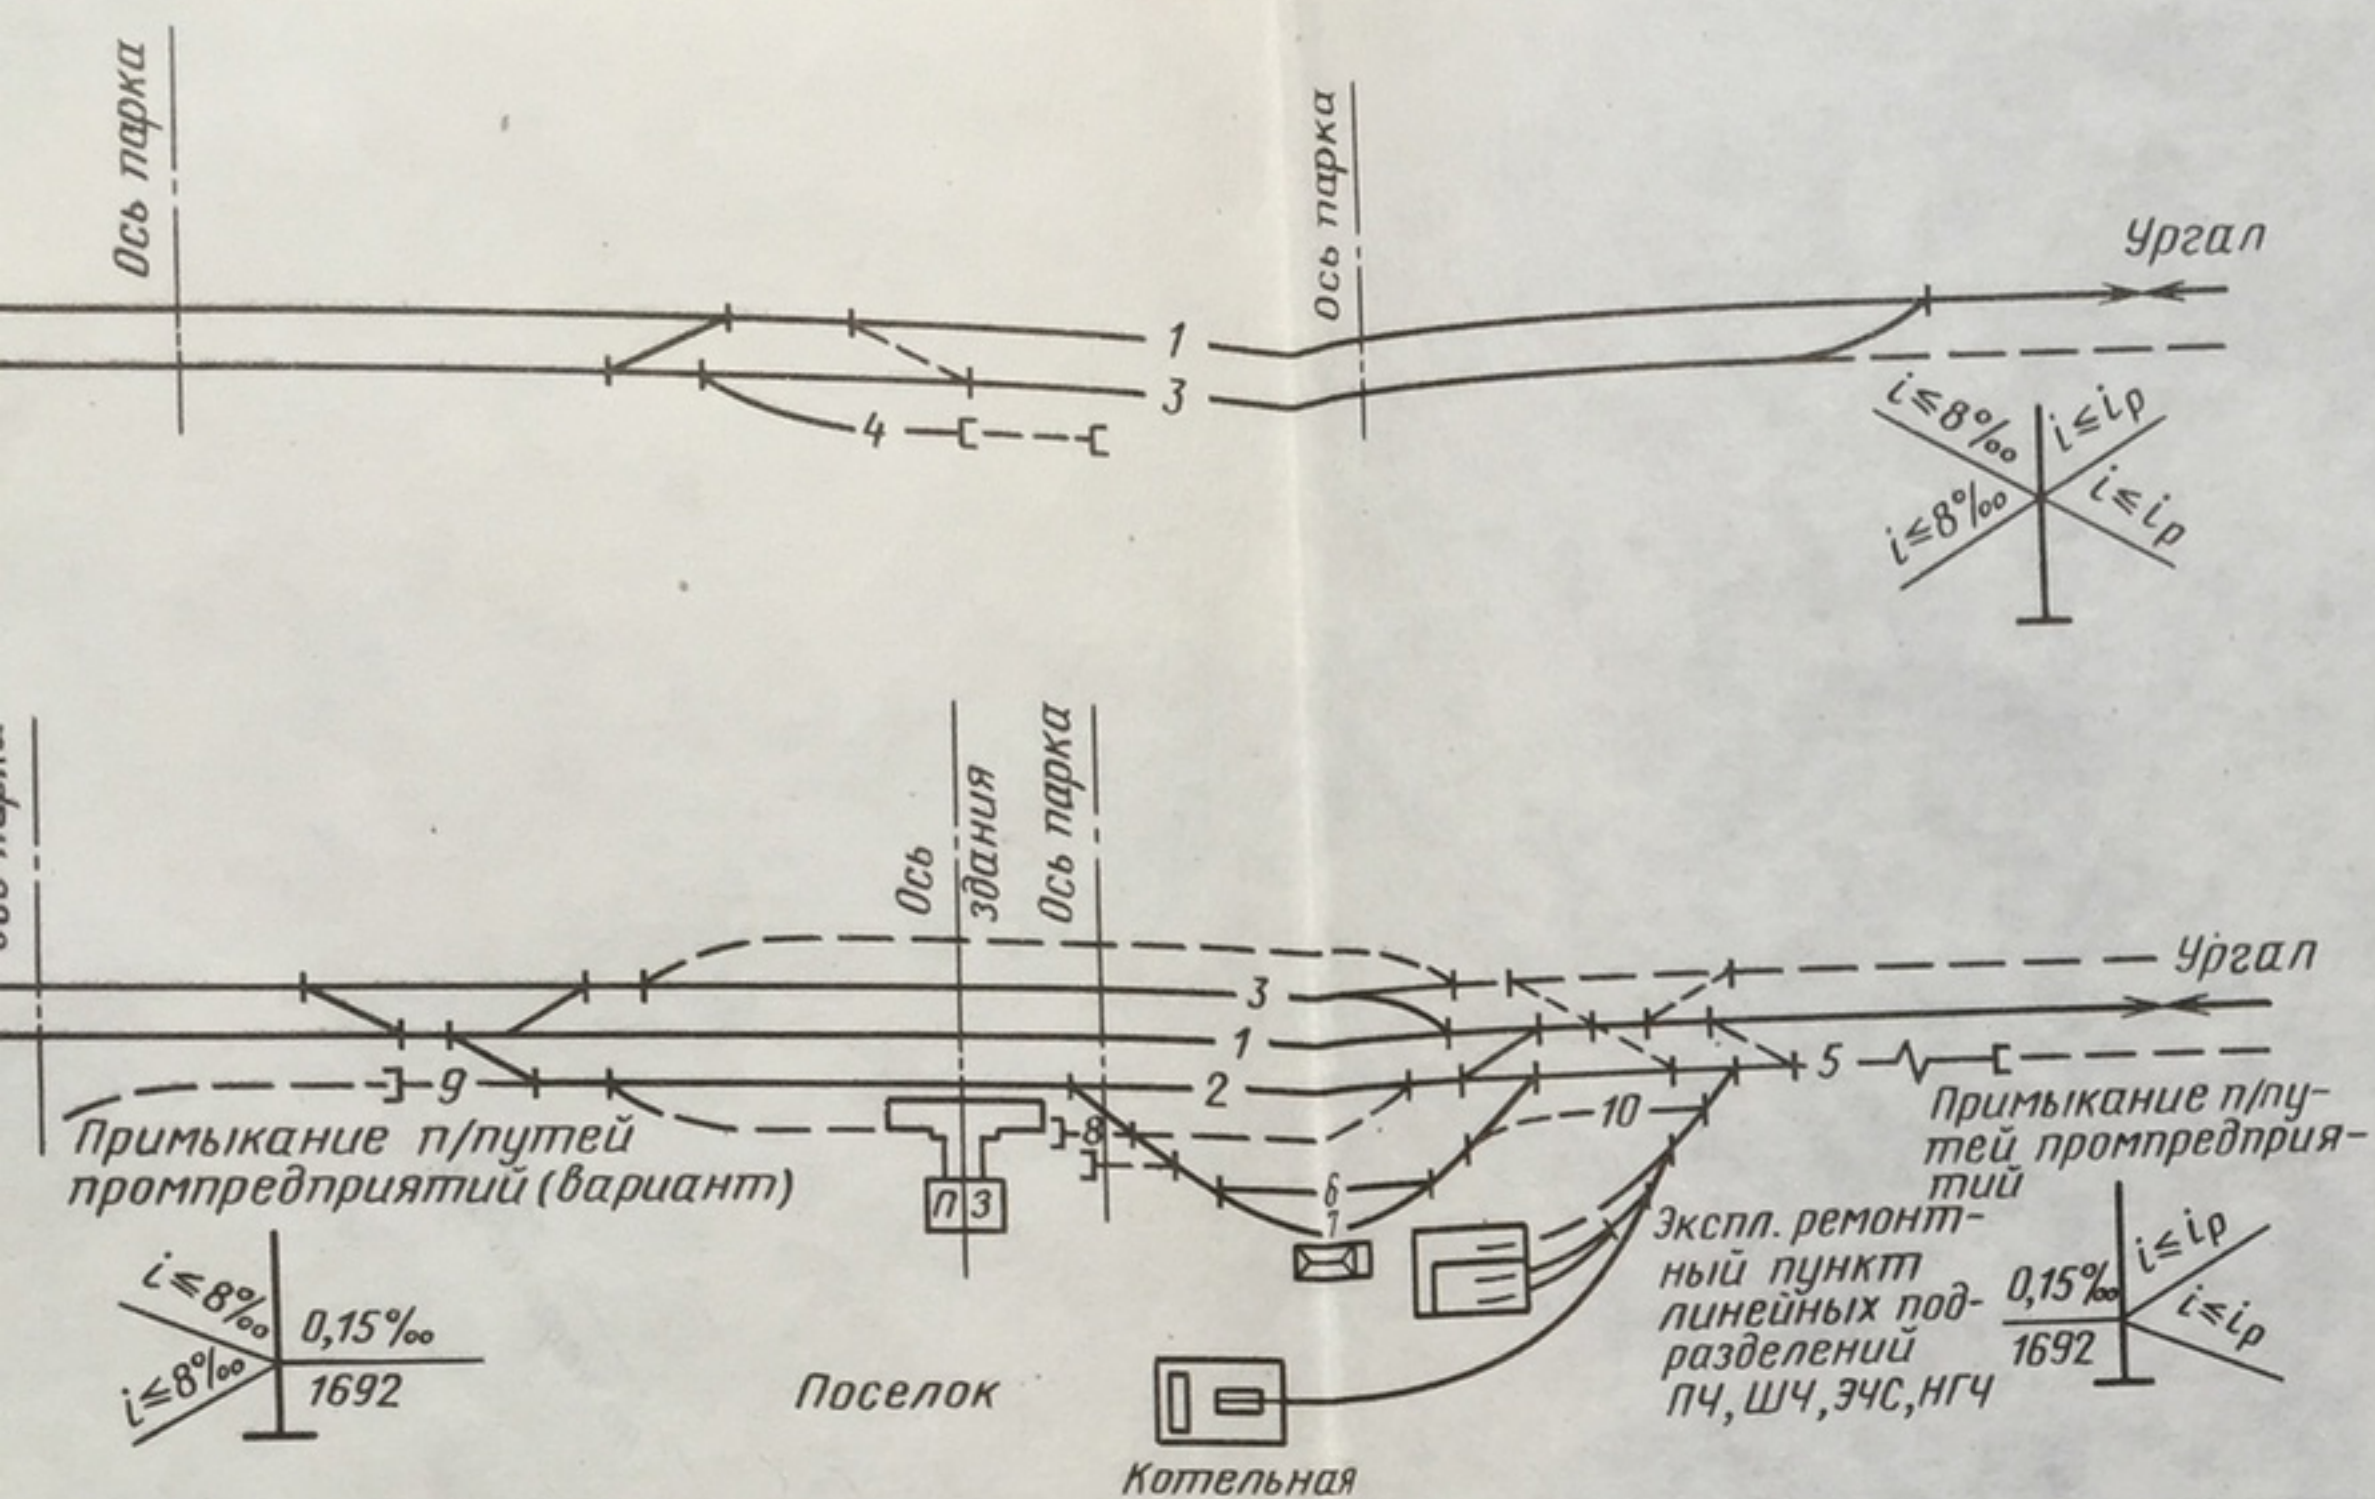 Ось парка
Ось парка
Ургал
1
3
4
i≤8‰
i≤iр
i≤8‰
i≤iр
Ось
здания
Ось парка
Ургал
3
1
2
5
9
8
10
6
7
Примыкание п/путей
промпредприятий (вариант)
ПЗ
Примыкание п/пу-
тей промпредприя-
тий
Экспл. ремонт-
ный пункт
линейных под-
разделений
ПЧ, ШЧ, ЭЧС, НГЧ
i≤8‰
i≤8‰
0,15‰
1692
0,15‰
1692
i≤iр
i≤iр
Поселок
Котельная